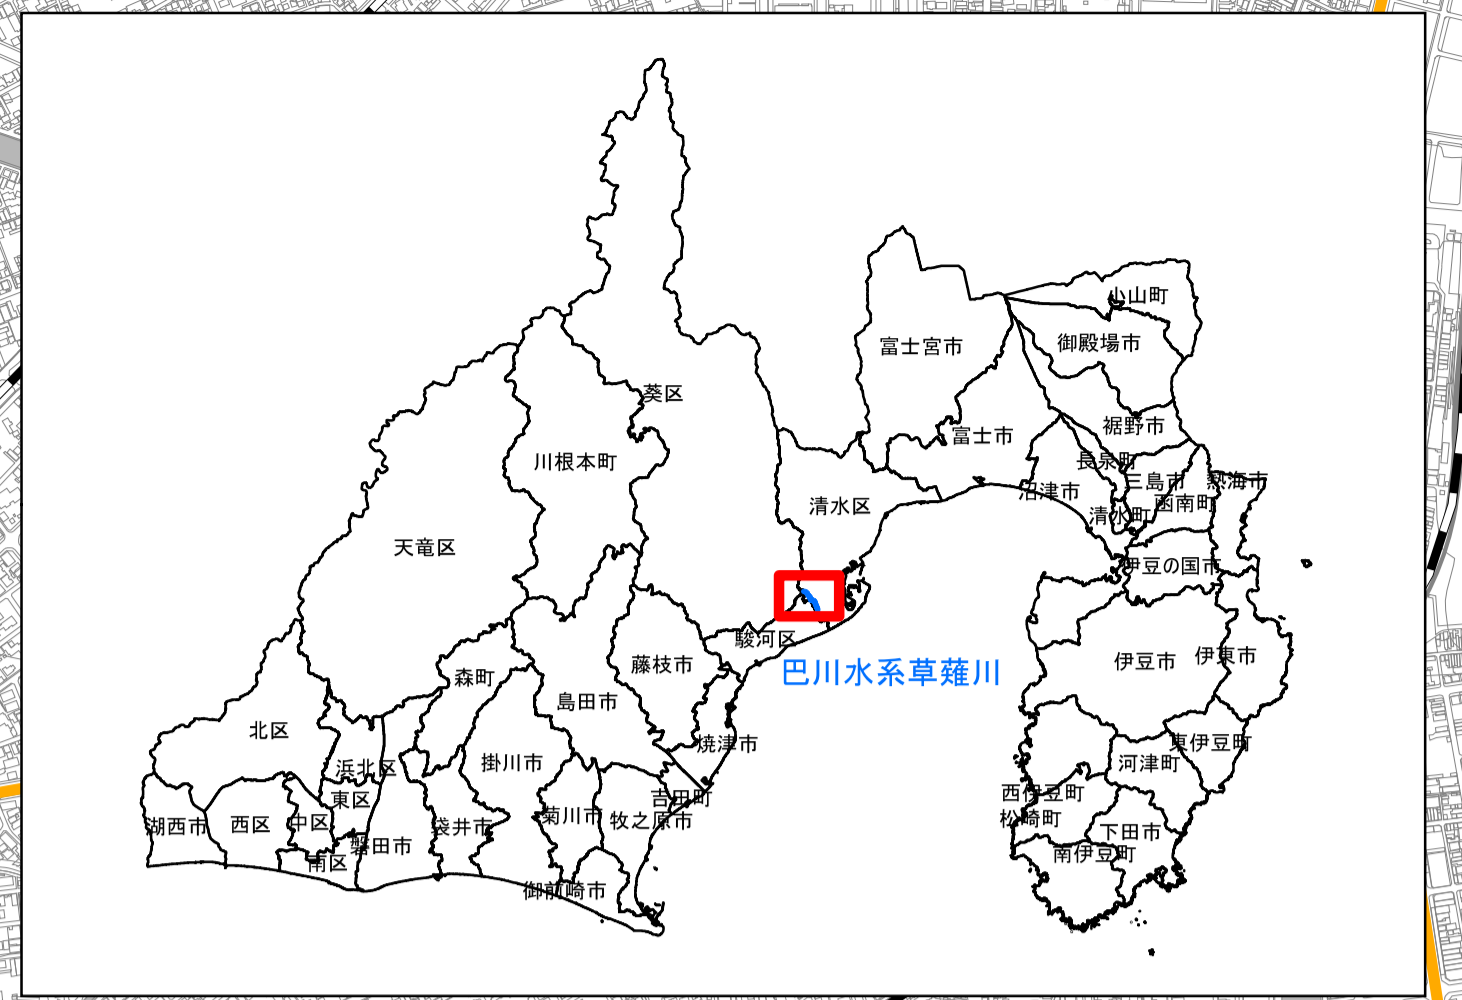 小山町
御殿場市
富士宮市
葵区
裾野市
富士市
長泉町
川根本町
三島市
熱海市
沼津市
函南町
清水区
清水町
天竜区
伊豆の国市
駿河区
伊豆市
伊東市
藤枝市
巴川水系草薙川
森町
島田市
北区
焼津市
東伊豆町
掛川市
河津町
浜北区
西伊豆町
東区
吉田町
菊川市
松崎町
牧之原市
湖西市
西区
中区
袋井市
下田市
磐田市
南伊豆町
南区
御前崎市